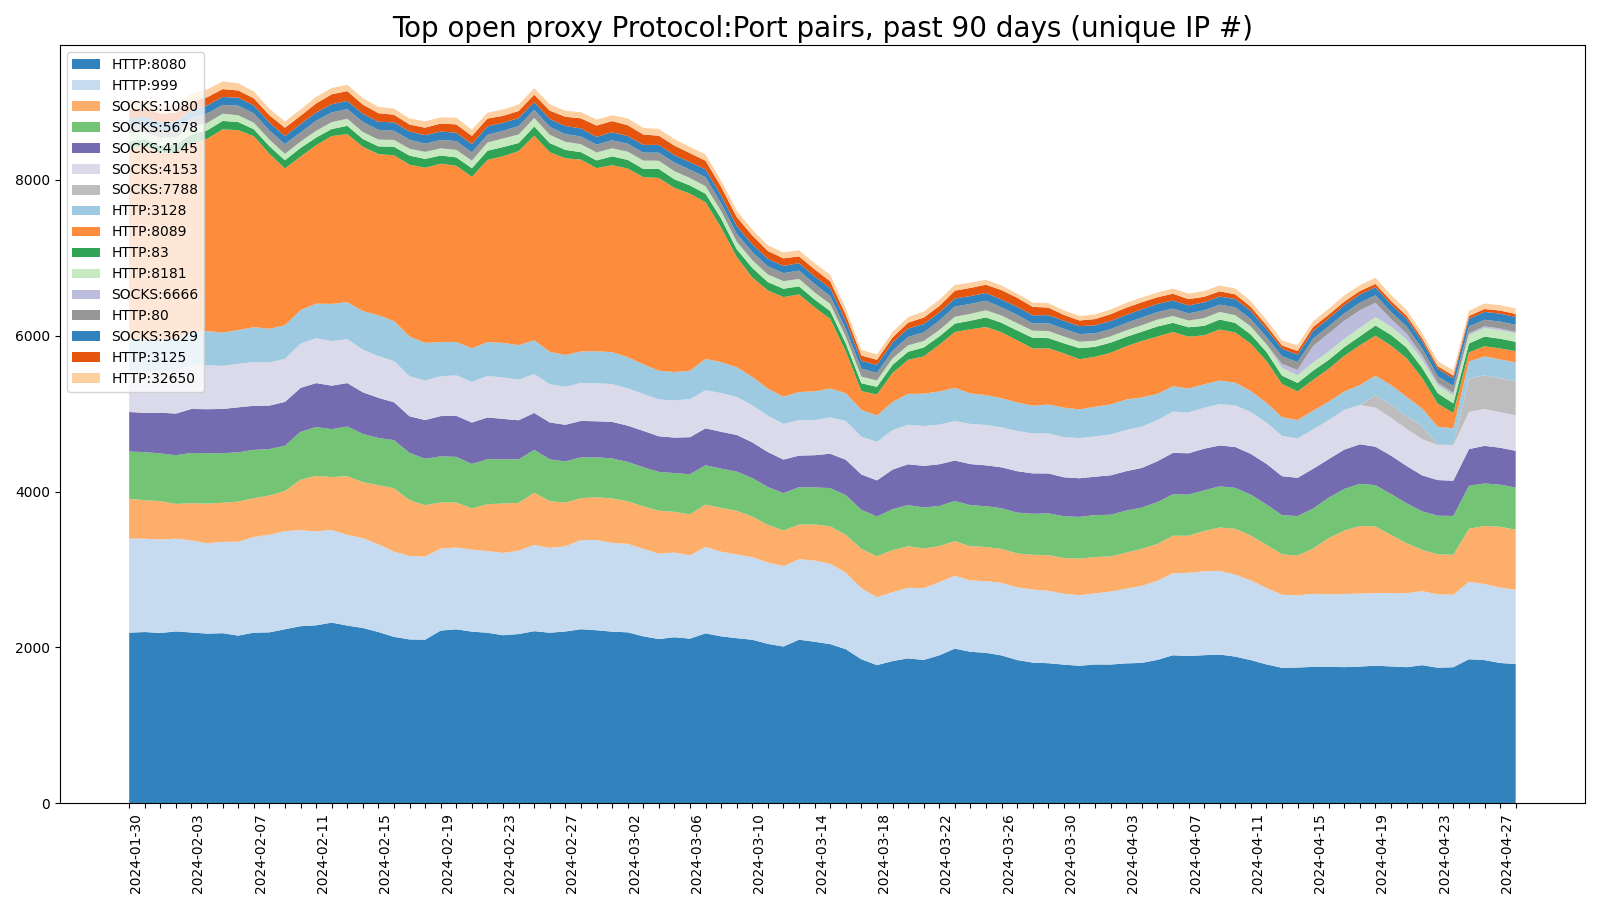 Top open proxy Protocol:Port pairs, past 90 days (unique IP #)
HTTP:8080
HTTP:999
SOCKS:1080
SOCKS:5678
SOCKS:4145
SOCKS:4153
SOCKS:7788
HTTP:3128
HTTP:8089
HTTP:83
HTTP:8181
SOCKS:6666
HTTP:80
SOCKS:3629
HTTP:3125
HTTP:32650
8000
6000
4000
2000
0
2024-01-30
2024-02-03
2024-02-07
2024-02-11
2024-02-15
2024-02-19
2024-02-23
2024-02-27
2024-03-02
2024-03-06
2024-03-10
2024-03-14
2024-03-18
2024-03-22
2024-03-26
2024-03-30
2024-04-03
2024-04-07
2024-04-11
2024-04-15
2024-04-19
2024-04-23
2024-04-27